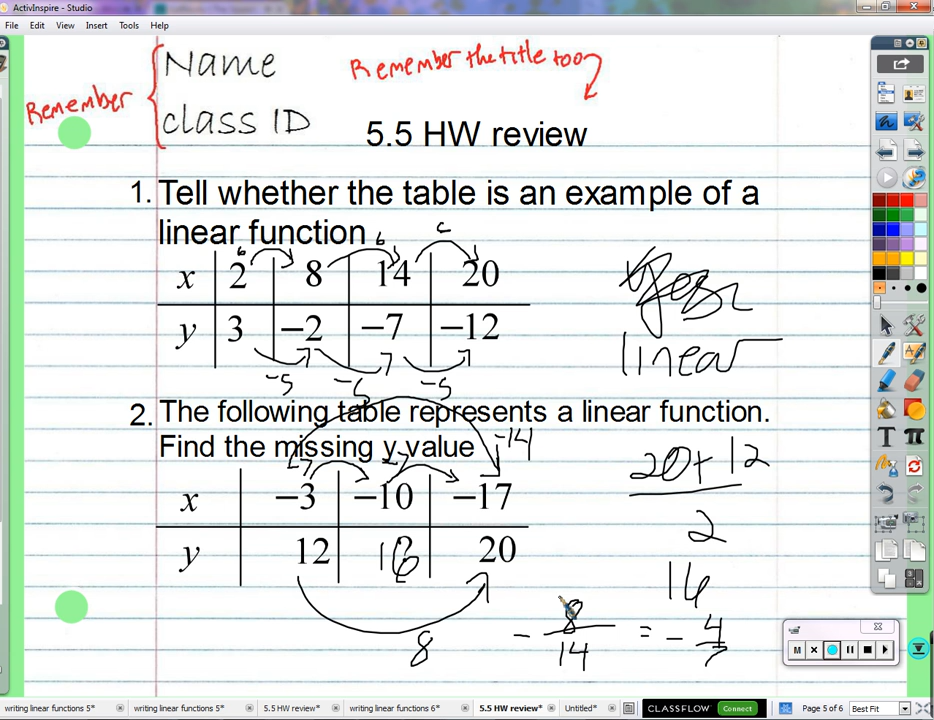 ActivInspire - Studio
File Edit View Insert Tools Help
Remember
Name
class ID
Remember the title too
5.5 HW review
1. Tell whether the table is an example of a
linear function
6 6 6
x 2 8 14 20
y 3 −2 −7 −12
-5 -5 -5
linear
2. The following table represents a linear function.
Find the missing y value
-7 -7 -14
x −3 −10 −17
y 12 16 20
8
20+12
2
16
- 8/14 = - 4/7
M
writing linear functions 5* writing linear functions 5* 5.5 HW review* writing linear functions 6* 5.5 HW review* Untitled* CLASSFLOW Connect Page 5 of 6 Best Fit